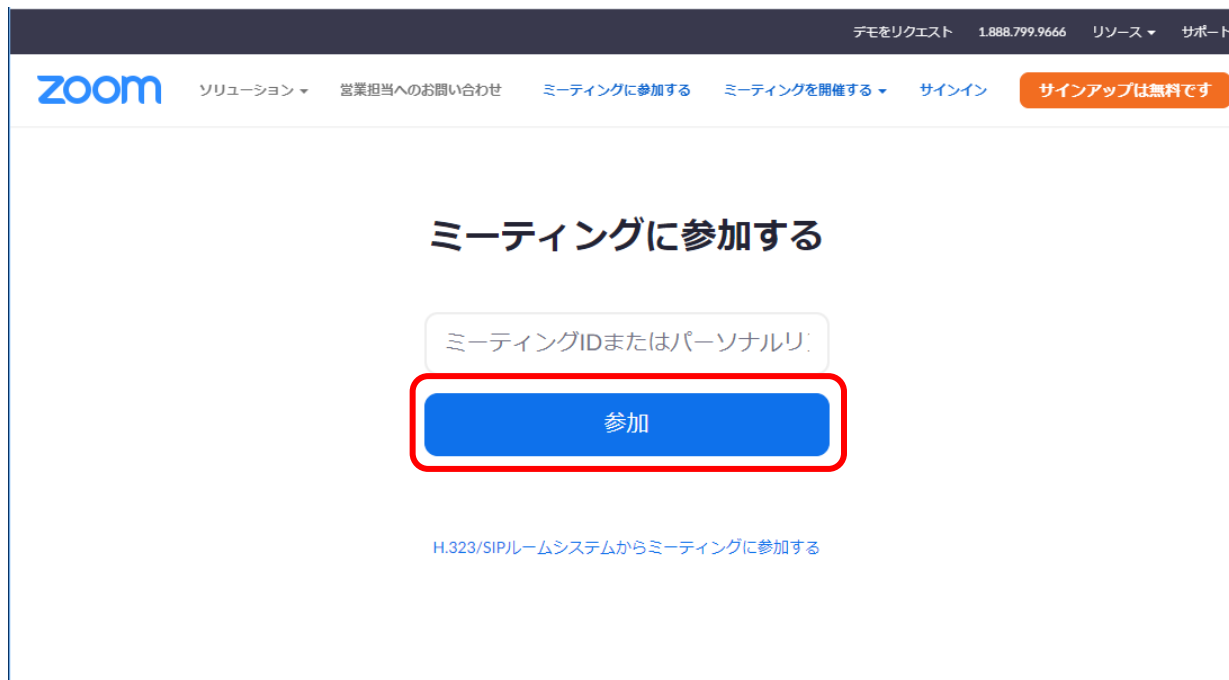 デモをリクエスト 1.888.799.9666 リソース サポート
zoom ソリューション 営業担当へのお問い合わせ ミーティングに参加する ミーティングを開催する サインイン サインアップは無料です
ミーティングに参加する
ミーティングIDまたはパーソナルリ
参加
H.323/SIPルームシステムからミーティングに参加する